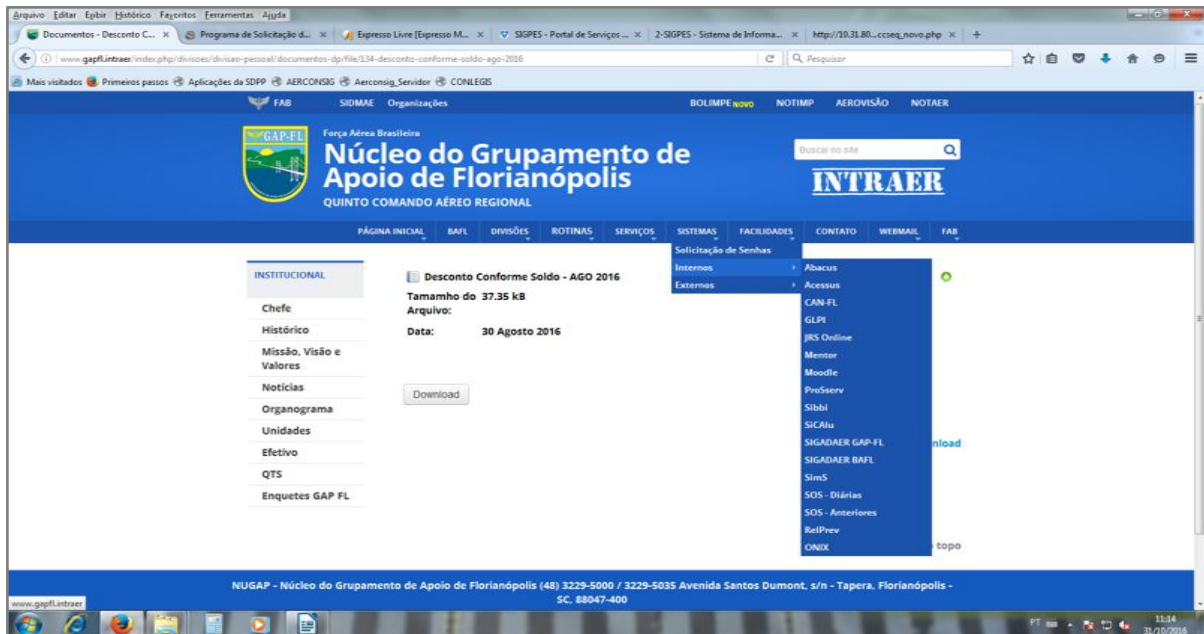 Arquivo Editar Exibir Histórico Favoritos Ferramentas Ajuda
Documentos - Desconto C... × Programa de Solicitação d... × Expresso Livre [Expresso M... × SIGPES - Portal de Serviços ... × 2-SIGPES - Sistema de Informa... × http://10.31.80...ccseq_novo.php × +
www.gapfl.intraer/index.php/divisoes/divisao-pessoal/documentos-dp/file/134-desconto-conforme-soldo-ago-2016 Pesquisar
Mais visitados Primeiros passos Aplicações da SDPP AERCONSIG Aerconsig_Servidor CONLEGIS
FAB SIDMAE Organizações BOLIMPE NOVO NOTIMP AEROVISÃO NOTAER
GAP-FL
Força Aérea Brasileira
Núcleo do Grupamento de
Apoio de Florianópolis
QUINTO COMANDO AÉREO REGIONAL
Buscar no site
INTRAER
PÁGINA INICIAL BAFL DIVISÕES ROTINAS SERVIÇOS SISTEMAS FACILIDADES CONTATO WEBMAIL FAB
Solicitação de Senhas
Internos
Externos
Abacus
Acessus
CAN-FL
GLPI
JRS Online
Mentor
Moodle
ProSserv
Sibbi
SiCAlu
SIGADAER GAP-FL
SIGADAER BAFL
SimS
SOS - Diárias
SOS - Anteriores
RelPrev
ONIX
INSTITUCIONAL
Chefe
Histórico
Missão, Visão e
Valores
Notícias
Organograma
Unidades
Efetivo
QTS
Enquetes GAP FL
Desconto Conforme Soldo - AGO 2016
Tamamho do 37.35 kB
Arquivo:
Data: 30 Agosto 2016
Download
nload
topo
NUGAP - Núcleo do Grupamento de Apoio de Florianópolis (48) 3229-5000 / 3229-5035 Avenida Santos Dumont, s/n - Tapera, Florianópolis -
SC, 88047-400
www.gapfl.intraer
PT
11:14
31/10/2016